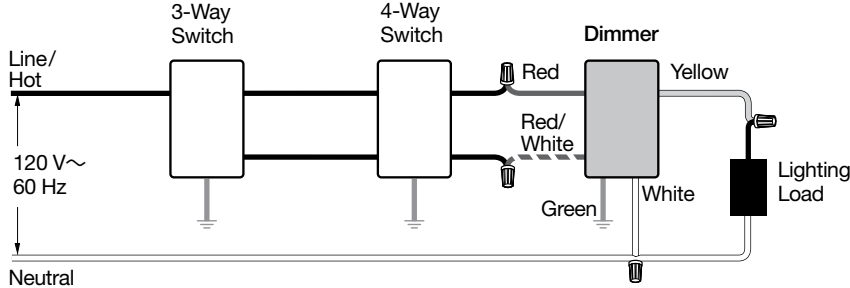 3-Way
Switch
4-Way
Switch
Dimmer
Line/
Hot
Red
Yellow
Red/
White
120 V~
60 Hz
Lighting
Load
Green
White
Neutral